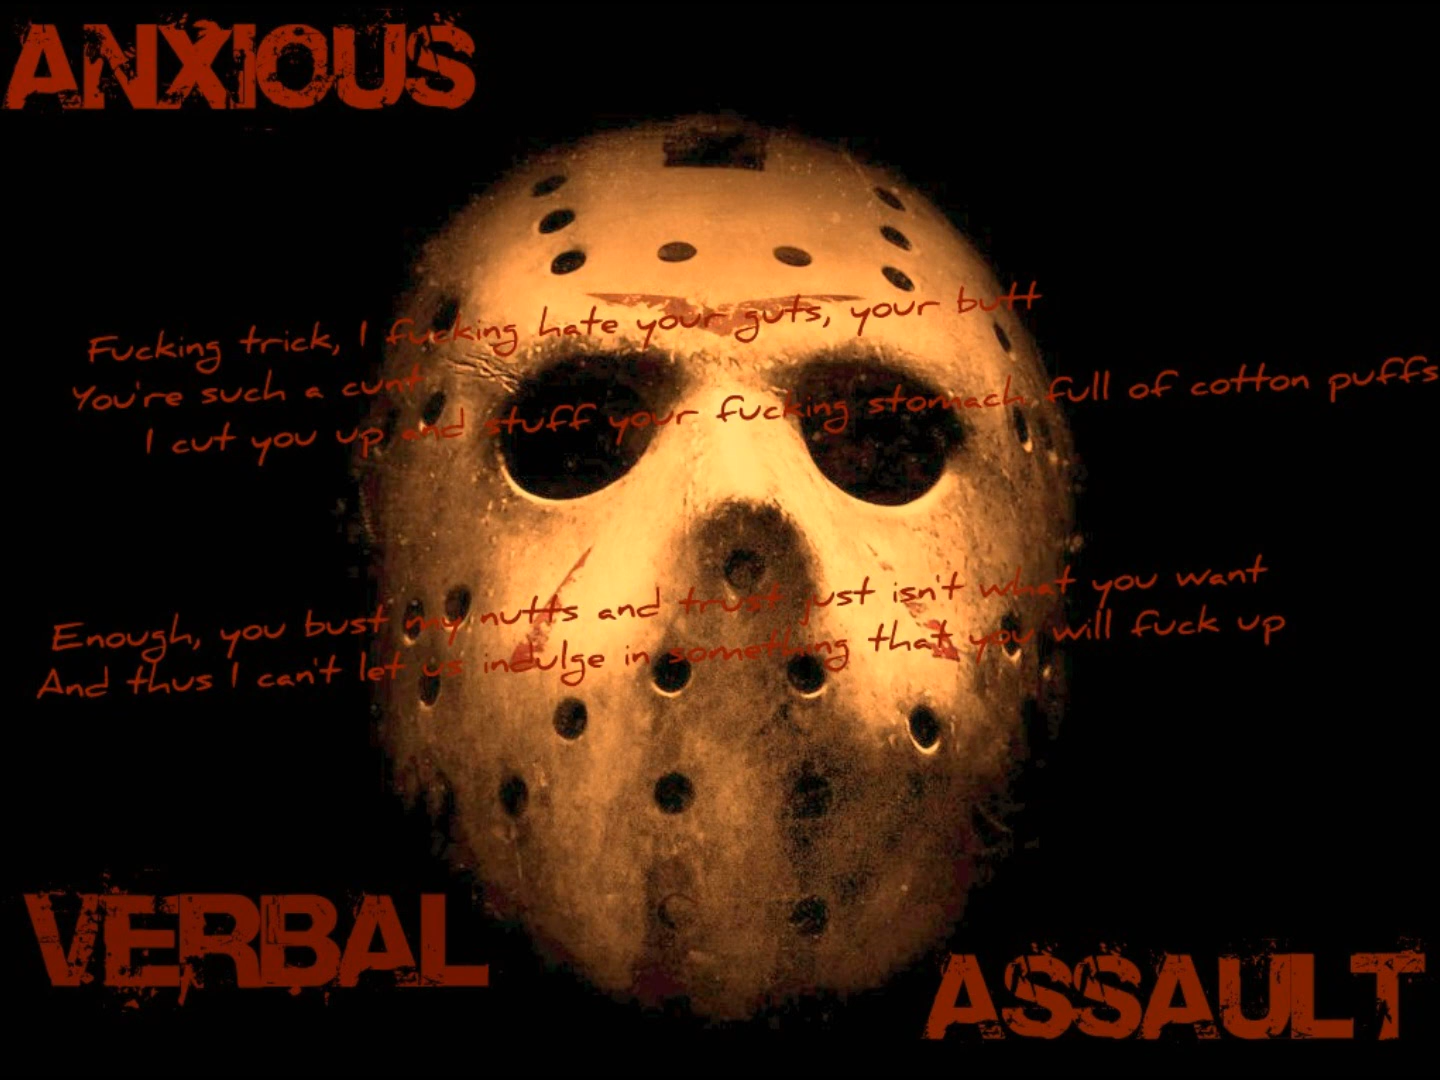 ANXIOUS
Fucking trick, I fucking hate your guts, your butt
You're such a cunt
I cut you up and stuff your fucking stomach full of cotton puffs
Enough, you bust my nutts and trust just isn't what you want
And thus I can't let us indulge in something that you will fuck up
VERBAL
ASSAULT